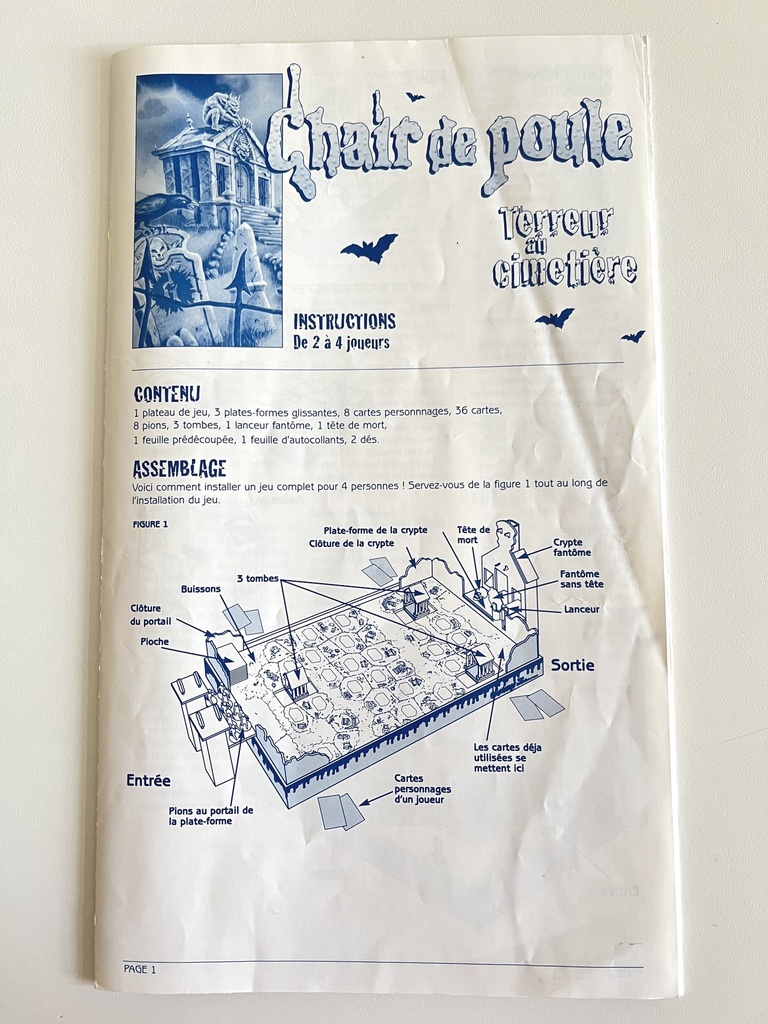 Chair de poule
Terreur
au
cimetière
INSTRUCTIONS
De 2 à 4 joueurs
CONTENU
1 plateau de jeu, 3 plates-formes glissantes, 8 cartes personnnages, 36 cartes,
8 pions, 3 tombes, 1 lanceur fantôme, 1 tête de mort,
1 feuille prédécoupée, 1 feuille d'autocollants, 2 dés.
ASSEMBLAGE
Voici comment installer un jeu complet pour 4 personnes ! Servez-vous de la figure 1 tout au long de
l'installation du jeu.
FIGURE 1
Plate-forme de la crypte
Clôture de la crypte
Tête de
mort
Crypte
fantôme
Fantôme
sans tête
Lanceur
3 tombes
Buissons
Clôture
du portail
Pioche
Sortie
Les cartes déja
utilisées se
mettent ici
Entrée
Cartes
personnages
d'un joueur
Pions au portail de
la plate-forme
PAGE 1